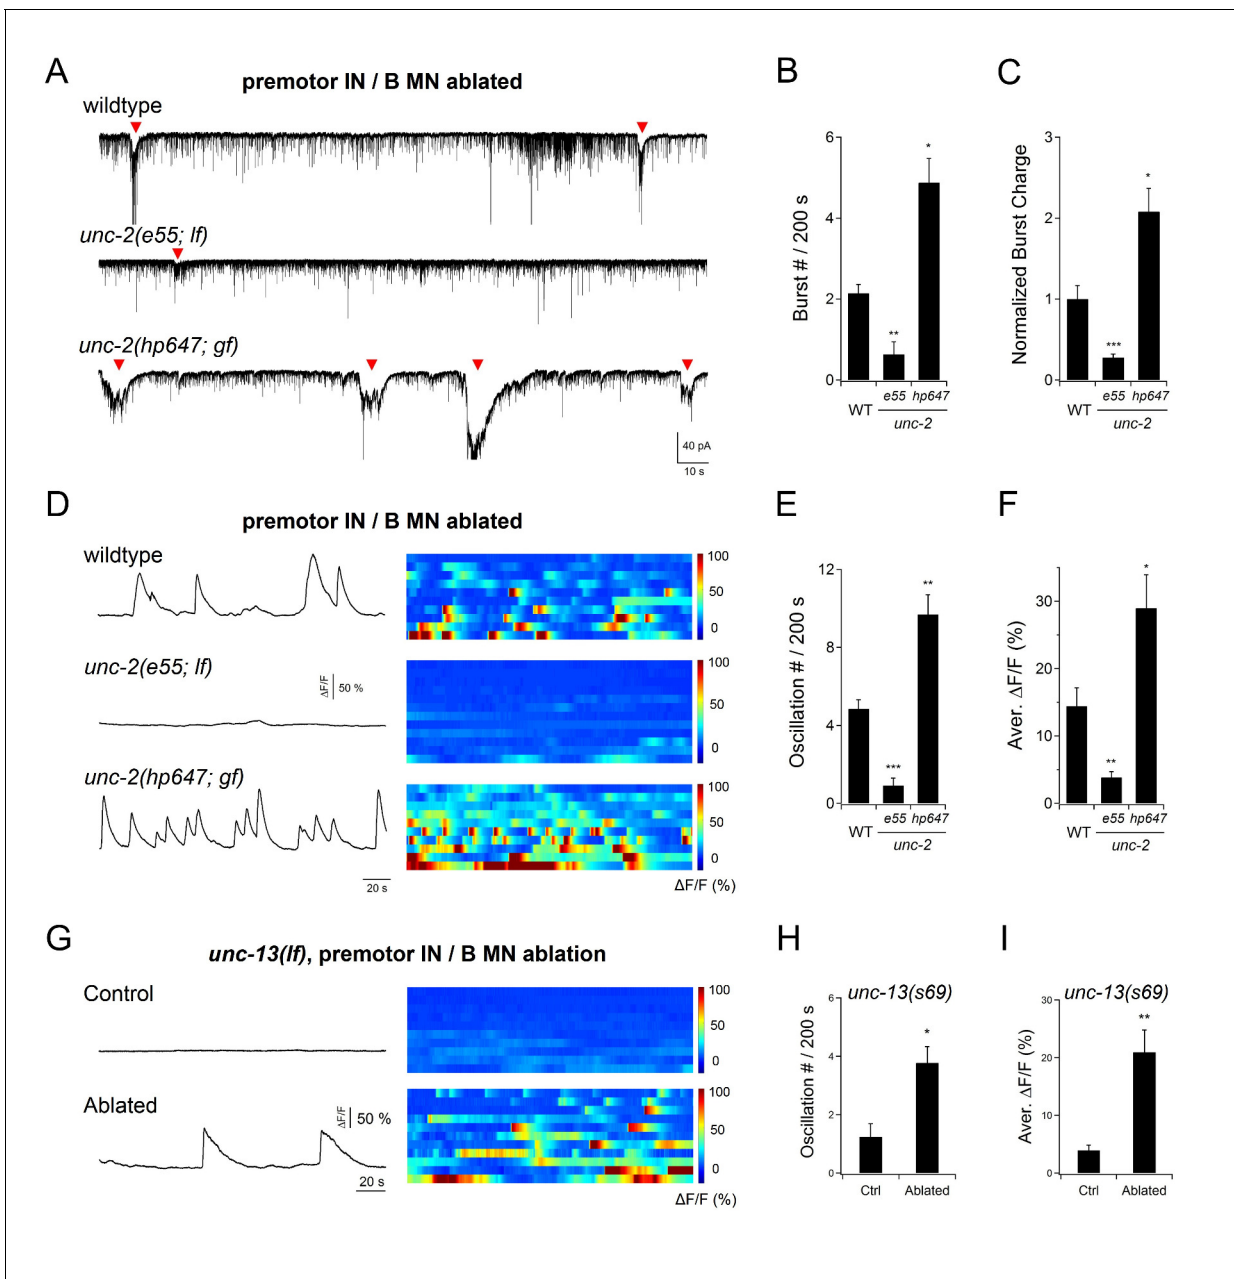 A
premotor IN / B MN ablated
wildtype
unc-2(e55; lf)
unc-2(hp647; gf)
40 pA
10 s
B
Burst # / 200 s
6
4
2
0
*
**
WT
e55 hp647
unc-2
C
Normalized Burst Charge
3
2
1
0
*
***
WT
e55 hp647
unc-2
D
premotor IN / B MN ablated
wildtype
100
50
0
unc-2(e55; lf)
ΔF/F
50 %
100
50
0
unc-2(hp647; gf)
100
50
0
20 s
ΔF/F (%)
E
Oscillation # / 200 s
12
8
4
0
**
***
WT
e55 hp647
unc-2
F
Aver. ΔF/F (%)
30
15
15
0
*
**
WT
e55 hp647
unc-2
G
unc-13(lf), premotor IN / B MN ablation
Control
100
50
0
Ablated
ΔF/F
50 %
100
50
0
20 s
ΔF/F (%)
H
unc-13(s69)
Oscillation # / 200 s
6
4
2
0
*
Ctrl
Ablated
I
unc-13(s69)
Aver. ΔF/F (%)
30
20
10
0
**
Ctrl
Ablated